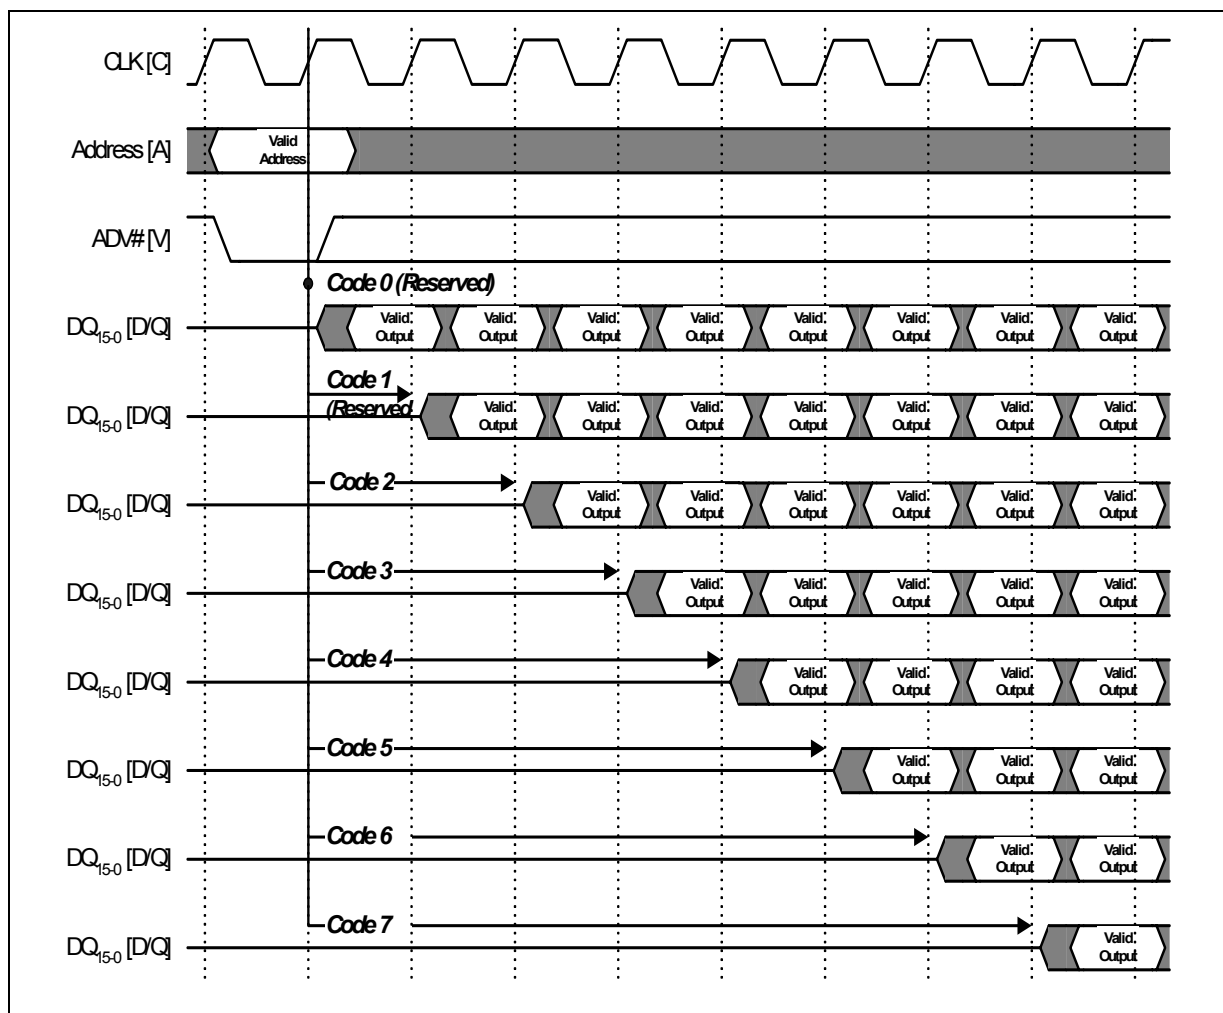 CLK [C]
Address [A]
Valid
Address
ADV# [V]
Code 0 (Reserved)
DQ15-0 [D/Q]
Valid Output Valid Output Valid Output Valid Output Valid Output Valid Output Valid Output Valid Output
Code 1
(Reserved
DQ15-0 [D/Q]
Valid Output Valid Output Valid Output Valid Output Valid Output Valid Output Valid Output
Code 2
DQ15-0 [D/Q]
Valid Output Valid Output Valid Output Valid Output Valid Output Valid Output
Code 3
DQ15-0 [D/Q]
Valid Output Valid Output Valid Output Valid Output Valid Output
Code 4
DQ15-0 [D/Q]
Valid Output Valid Output Valid Output Valid Output
Code 5
DQ15-0 [D/Q]
Valid Output Valid Output Valid Output
Code 6
DQ15-0 [D/Q]
Valid Output Valid Output
Code 7
DQ15-0 [D/Q]
Valid Output